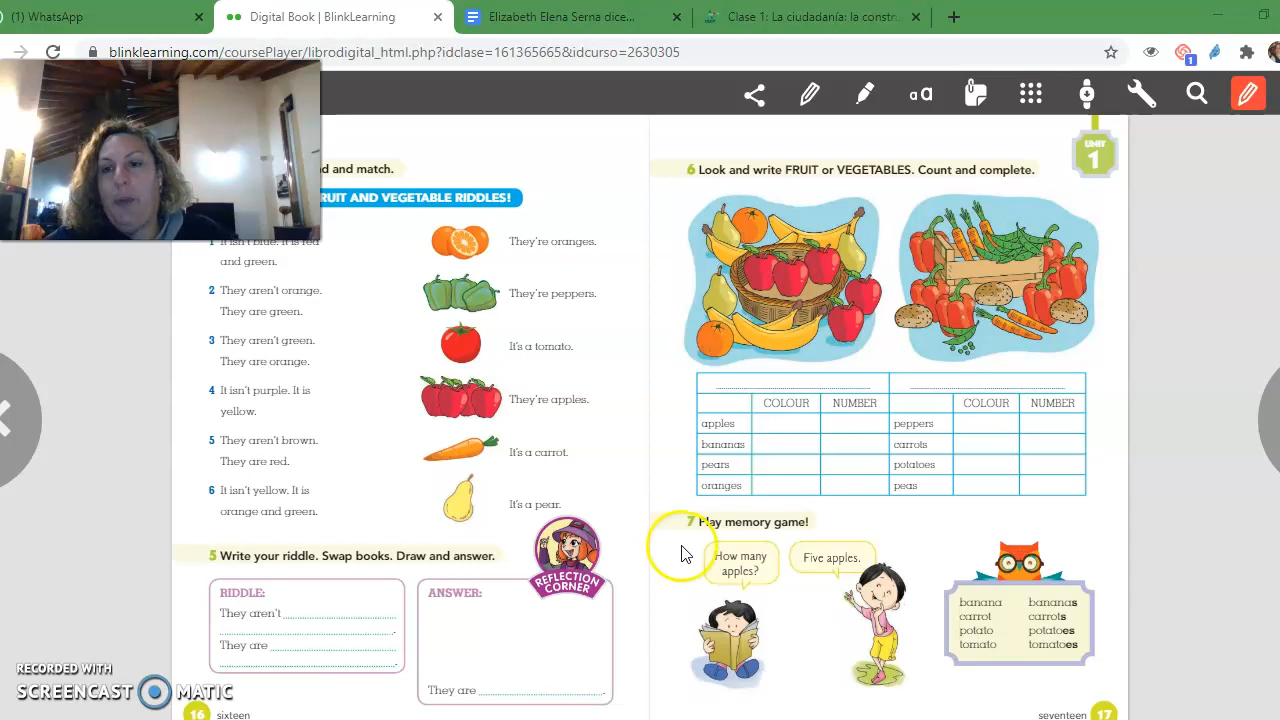 (1) WhatsApp
Digital Book | BlinkLearning
Elizabeth Elena Serna dice...
Clase 1: La ciudadanía: la constr
blinklearning.com/coursePlayer/librodigital_html.php?idclase=161365665&idcurso=2630305
1
aa
d and match.
RUIT AND VEGETABLE RIDDLES!
1 It isn't blue. It is red
and green.
2 They aren't orange.
They are green.
3 They aren't green.
They are orange.
4 It isn't purple. It is
yellow.
5 They aren't brown.
They are red.
6 It isn't yellow. It is
orange and green.
They're oranges.
They're peppers.
It's a tomato.
They're apples.
It's a carrot.
It's a pear.
5 Write your riddle. Swap books. Draw and answer.
REFLECTION
CORNER
RIDDLE:
They aren't
They are
ANSWER:
They are
16 sixteen
UNIT
1
6 Look and write FRUIT or VEGETABLES. Count and complete.
COLOUR NUMBER COLOUR NUMBER
apples peppers
bananas carrots
pears potatoes
oranges peas
7 Play memory game!
How many
apples?
Five apples.
banana bananas
carrot carrots
potato potatoes
tomato tomatoes
seventeen 17
RECORDED WITH
SCREENCAST MATIC